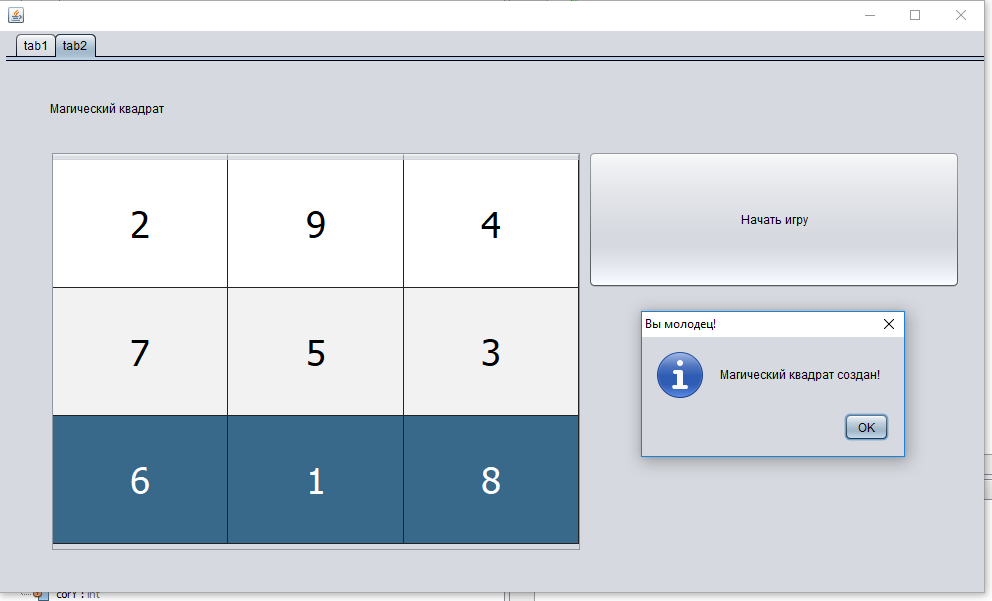 tab1 tab2
Магический квадрат
2 9 4
Начать игру
7 5 3
Вы молодец!
Магический квадрат создан!
OK
6 1 8
corY : int